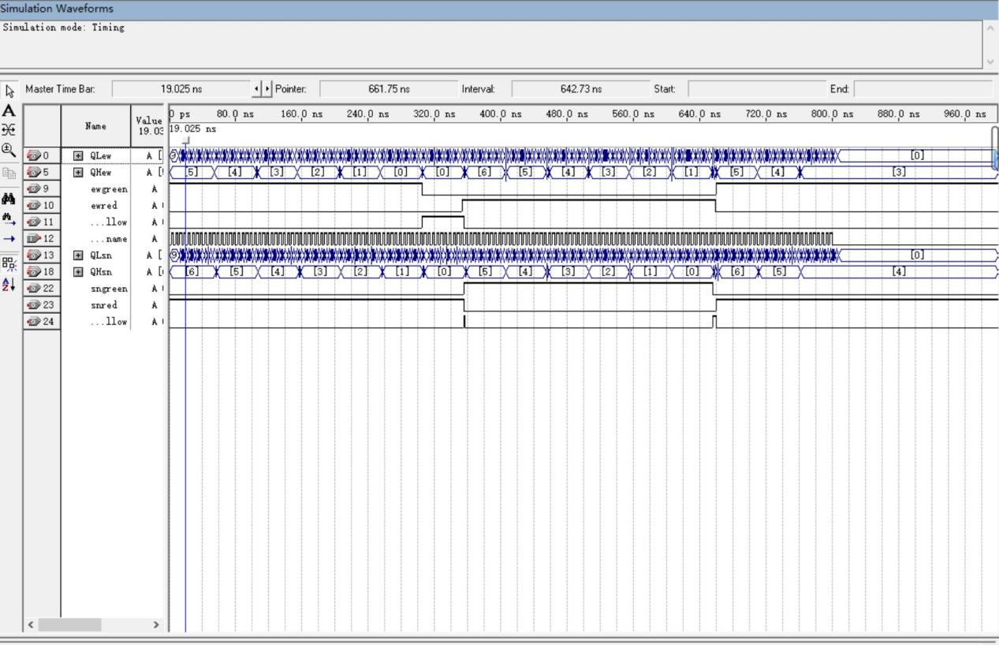 Simulation Waveforms
Simulation mode: Timing
Master Time Bar: 19.025 ns Pointer: 661.75 ns Interval: 642.73 ns Start: End:
Name Value 19.03
0 ps 80.0 ns 160.0 ns 240.0 ns 320.0 ns 400.0 ns 480.0 ns 560.0 ns 640.0 ns 720.0 ns 800.0 ns 880.0 ns 960.0 ns
19.025 ns
0 QLew A [ [0]
5 QHew A [ 5] [4] [3] [2] [1] [0] [0] [6] [5] [4] [3] [2] [1] [5] [4] [3]
9 ewgreen A
10 ewred A
11 ...llow A
12 ...name A
13 QLsn A [ [0]
18 QHsn A [ [6] [5] [4] [3] [2] [1] [0] [5] [4] [3] [2] [1] [0] [6] [5] [4]
22 sngreen A
23 snred A
24 ...llow A